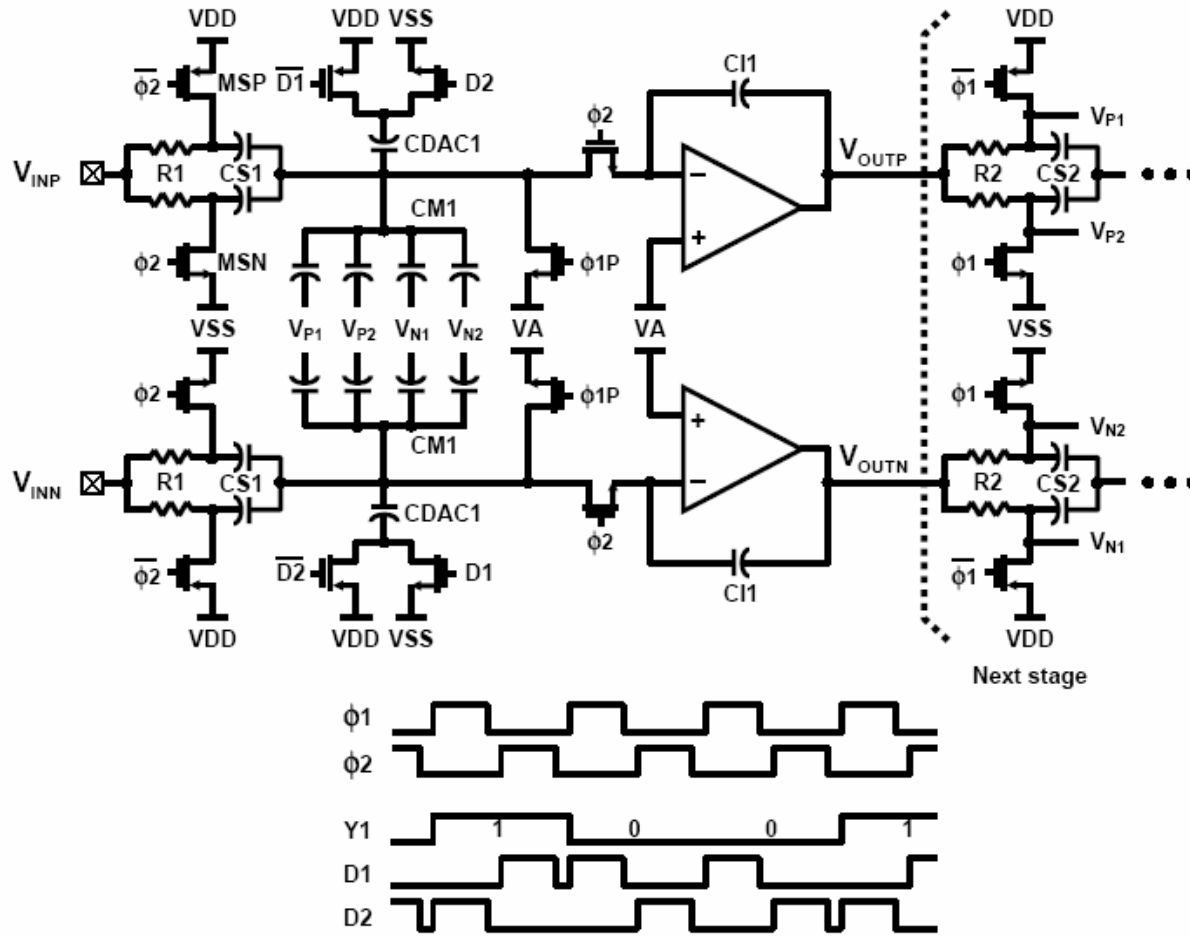 VDD VDD VSS VDD
φ2 MSP D1 D2 CI1 φ1
φ2 VP1
CDAC1
VINP R1 CS1 VOUTP R2 CS2
CM1
φ2 MSN φ1P VP2
φ1
VSS VP1 VP2 VN1 VN2 VA VA VSS
φ2 φ1P φ1
CM1 VN2
VINN R1 CS1 VOUTN R2 CS2
CDAC1
φ2 VN1
φ2 D2 D1 CI1 φ1
VDD VDD VSS VDD
Next stage
φ1
φ2
Y1 1 0 0 1
D1
D2